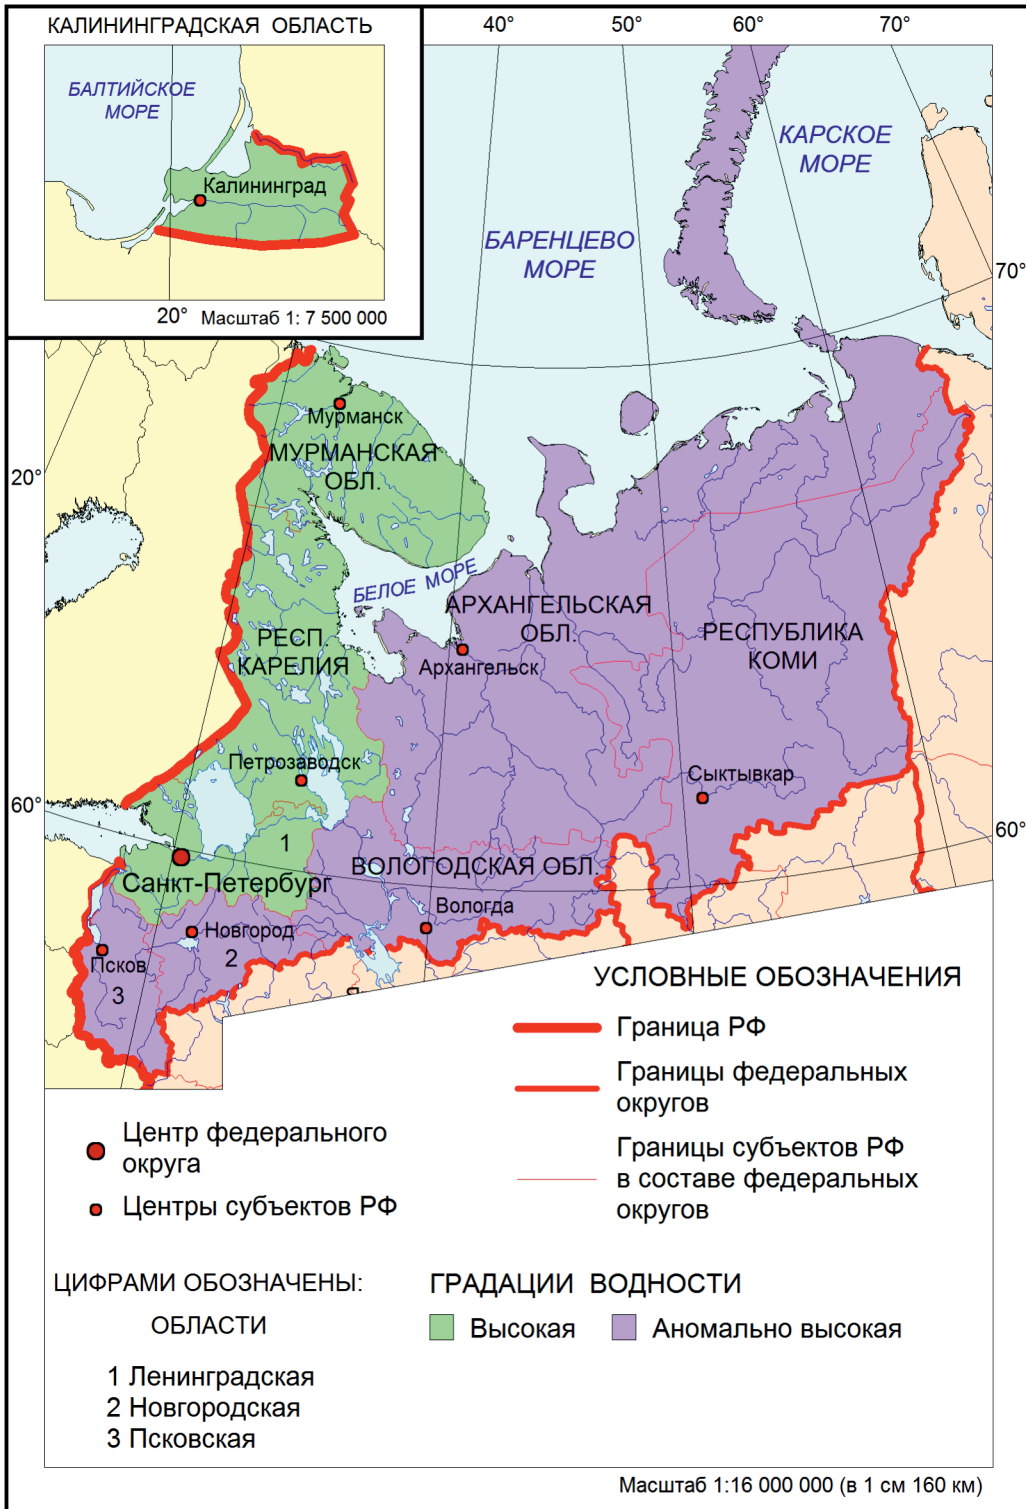 КАЛИНИНГРАДСКАЯ ОБЛАСТЬ
БАЛТИЙСКОЕ
МОРЕ
Калининград
20° Масштаб 1: 7 500 000
40° 50° 60° 70°
КАРСКОЕ
МОРЕ
БАРЕНЦЕВО
МОРЕ
70°
Мурманск
МУРМАНСКАЯ
ОБЛ.
20°
БЕЛОЕ МОРЕ
АРХАНГЕЛЬСКАЯ
ОБЛ.
РЕСП.
КАРЕЛИЯ
РЕСПУБЛИКА
КОМИ
Архангельск
Петрозаводск
Сыктывкар
60°
1
60°
ВОЛОГОДСКАЯ ОБЛ.
Санкт-Петербург
Вологда
Новгород
Псков
2
3
УСЛОВНЫЕ ОБОЗНАЧЕНИЯ
Граница РФ
Границы федеральных
округов
Границы субъектов РФ
в составе федеральных
округов
Центр федерального
округа
Центры субъектов РФ
ЦИФРАМИ ОБОЗНАЧЕНЫ:
ОБЛАСТИ
1 Ленинградская
2 Новгородская
3 Псковская
ГРАДАЦИИ ВОДНОСТИ
Высокая
Аномально высокая
Масштаб 1:16 000 000 (в 1 см 160 км)